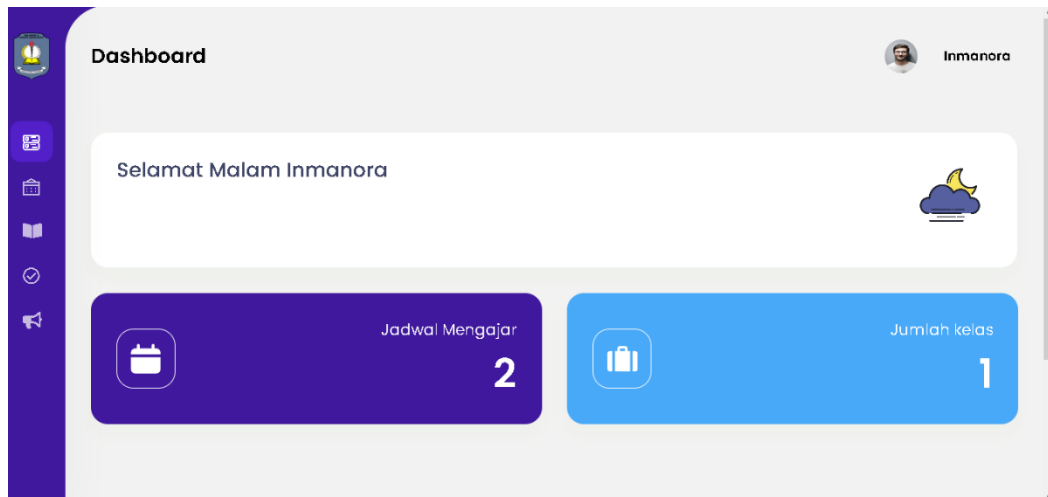 Dashboard
Inmanora
Selamat Malam Inmanora
Jadwal Mengajar
2
Jumlah kelas
1